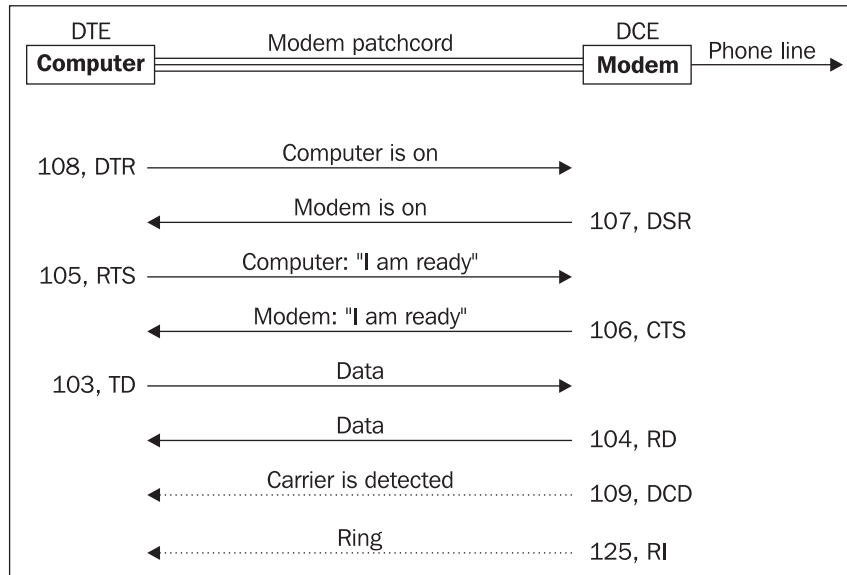 DTE
Modem patchcord
DCE
Computer
Modem
Phone line
108, DTR
Computer is on
Modem is on
107, DSR
105, RTS
Computer: "I am ready"
Modem: "I am ready"
106, CTS
103, TD
Data
Data
104, RD
Carrier is detected
109, DCD
Ring
125, RI